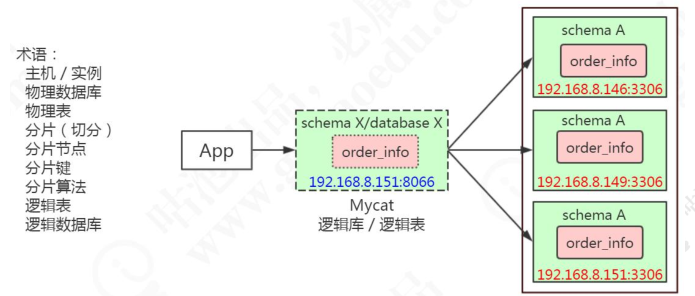 术语：
主机 / 实例
物理数据库
物理表
分片（切分）
分片节点
分片键
分片算法
逻辑表
逻辑数据库
App
schema X/database X
order_info
192.168.8.151:8066
Mycat
逻辑库 / 逻辑表
schema A
order_info
192.168.8.146:3306
schema A
order_info
192.168.8.149:3306
schema A
order_info
192.168.8.151:3306